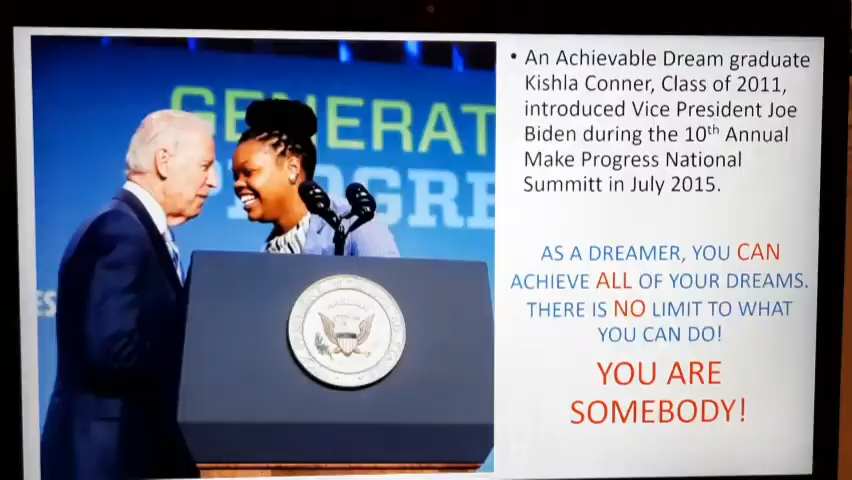 GENERAT
PROGRE
ES
• An Achievable Dream graduate
Kishla Conner, Class of 2011,
introduced Vice President Joe
Biden during the 10th Annual
Make Progress National
Summitt in July 2015.
AS A DREAMER, YOU CAN
ACHIEVE ALL OF YOUR DREAMS.
THERE IS NO LIMIT TO WHAT
YOU CAN DO!
YOU ARE
SOMEBODY!